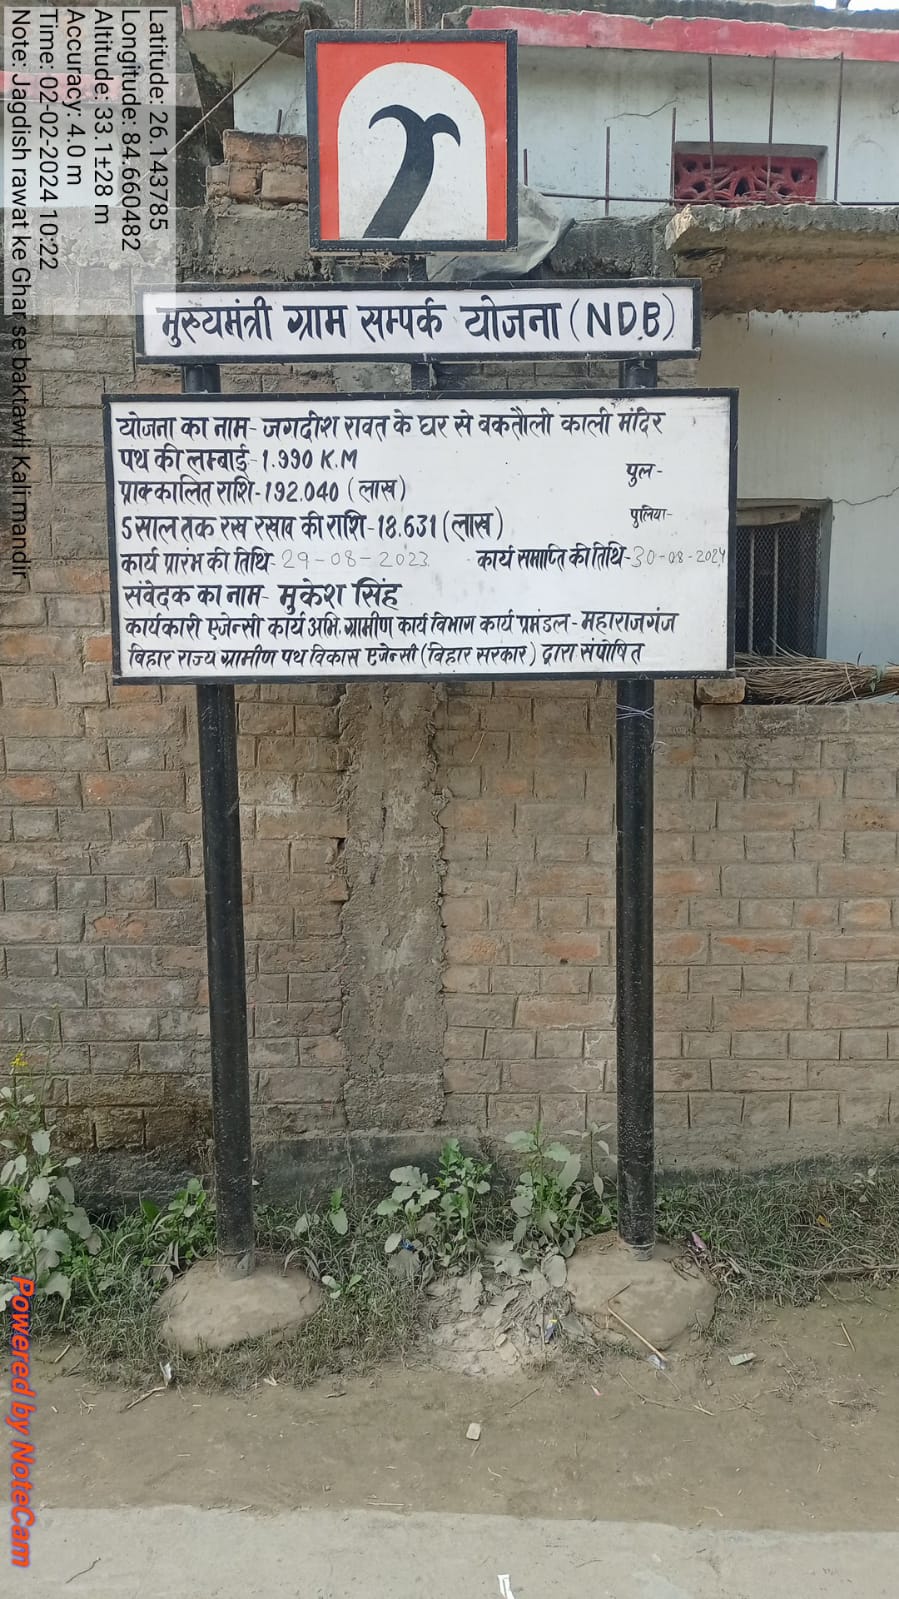 मुख्यमंत्री ग्राम सम्पर्क योजना (NDB)
योजना का नाम- जगदीश रावत के घर से बकतौली काली मंदिर
पथ की लम्बाई- 1.990 K.M
पुल-
प्राक्कालित राशि- 192.040 (लाख)
पुलिया-
5 साल तक रख रखाव की राशि- 18.631 (लाख)
कार्य प्रारंभ की तिथि- 29-08-2023 कार्य समाप्ति की तिथि- 30-08-2024
संवेदक का नाम- मुकेश सिंह
कार्यकारी एजेन्सी कार्य अभि. ग्रामीण कार्य विभाग कार्य प्रमंडल- महाराजगंज
बिहार राज्य ग्रामीण पथ विकास एजेन्सी (बिहार सरकार) द्वारा संपोषित
Latitude: 26.143785
Longitude: 84.660482
Altitude: 33.1±28 m
Accuracy: 4.0 m
Time: 02-02-2024 10:22
Note: Jagdish rawat ke Ghar se baktawli Kali mandir
Powered by NoteCam